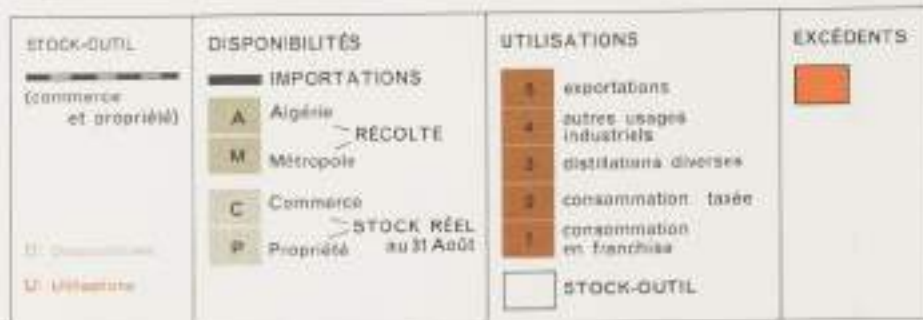 STOCK-OUTIL
(commerce
et propriété)
D: Disponibilités
U: Utilisations
DISPONIBILITÉS
IMPORTATIONS
A Algérie
RÉCOLTE
M Métropole
C Commerce
STOCK RÉEL
au 31 Août
P Propriété
UTILISATIONS
5 exportations
4 autres usages
industriels
3 distillations diverses
2 consommation taxée
1 consommation
en franchise
STOCK-OUTIL
EXCÉDENTS